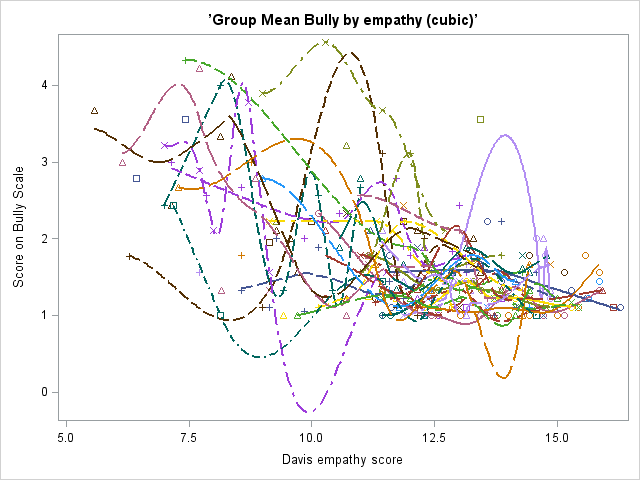 'Group Mean Bully by empathy (cubic)'
Score on Bully Scale
4
3
2
1
0
5.0 7.5 10.0 12.5 15.0
Davis empathy score